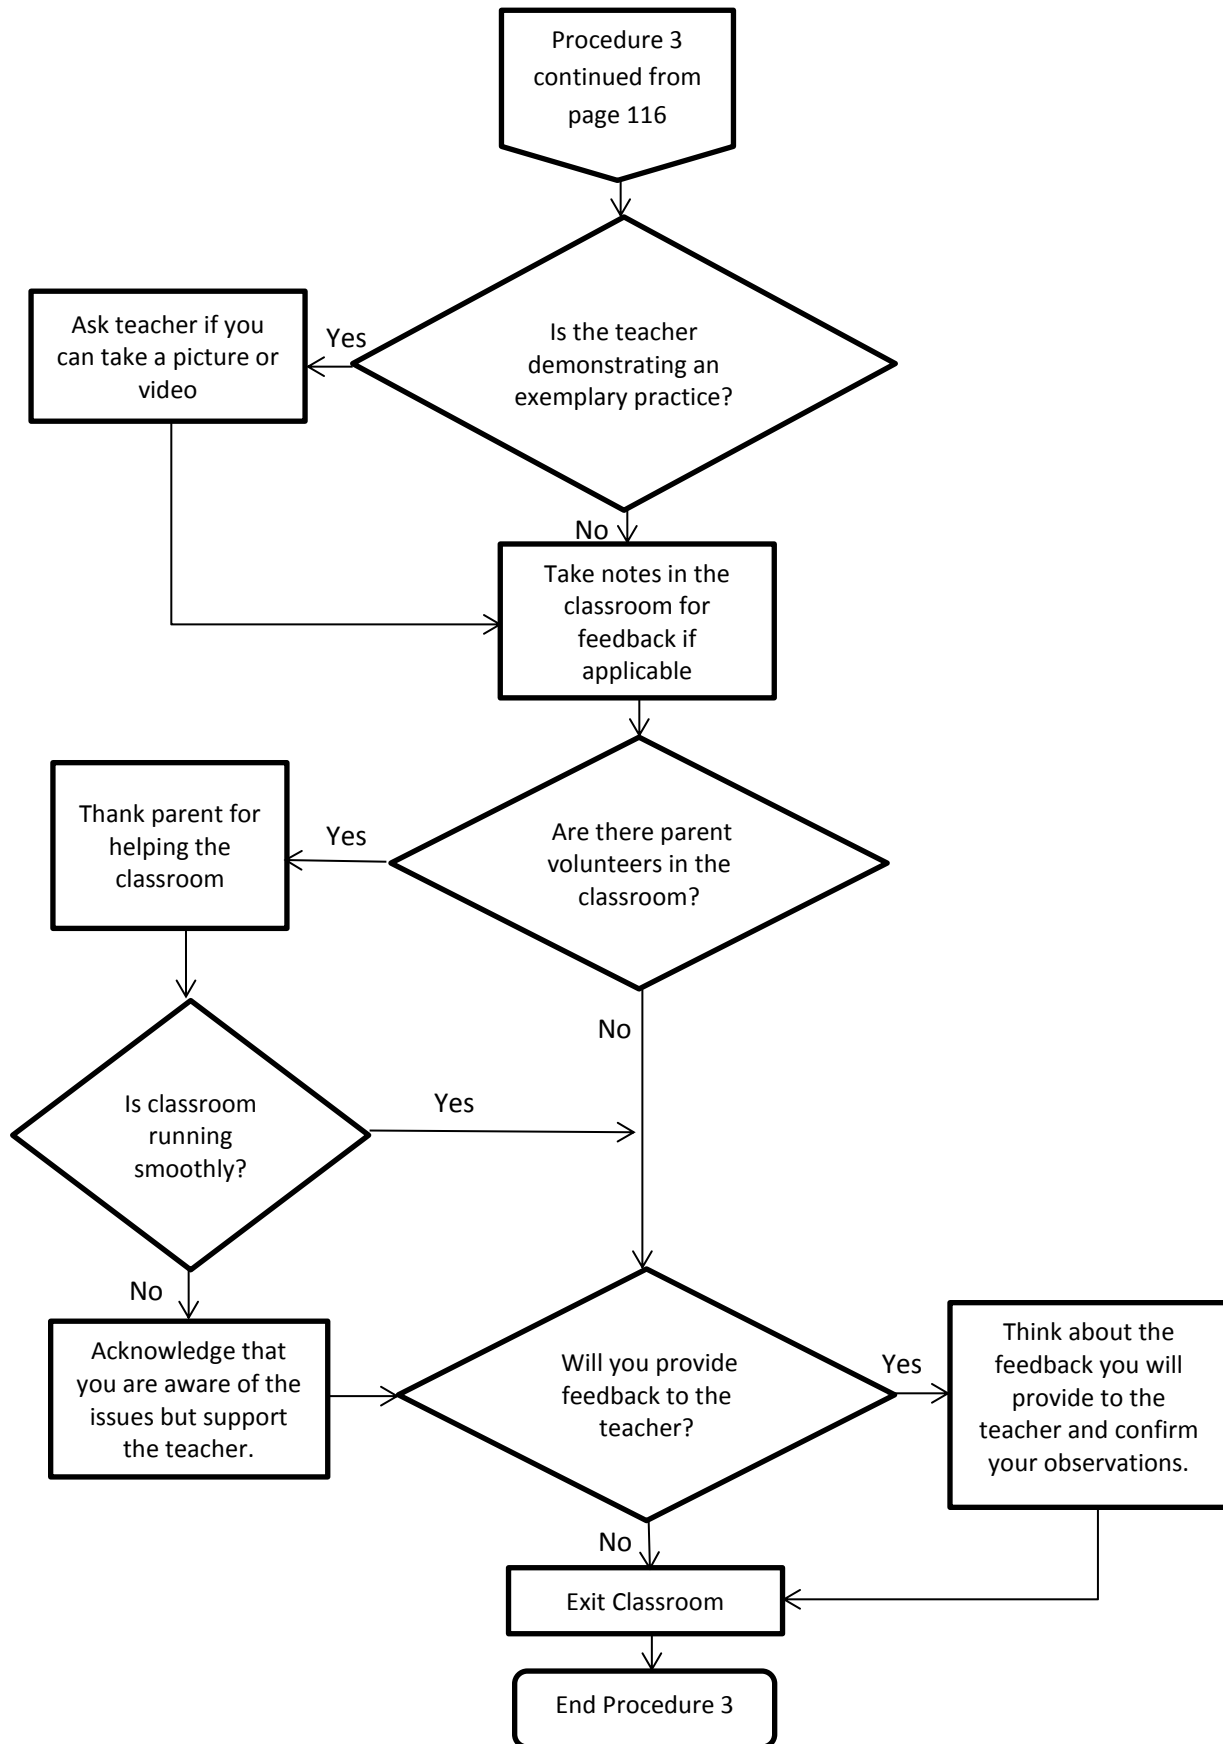 Procedure 3
continued from
page 116
Is the teacher
demonstrating an
exemplary practice?
Yes
Ask teacher if you
can take a picture or
video
No
Take notes in the
classroom for
feedback if
applicable
Are there parent
volunteers in the
classroom?
Yes
Thank parent for
helping the
classroom
No
Is classroom
running
smoothly?
Yes
No
Acknowledge that
you are aware of the
issues but support
the teacher.
Will you provide
feedback to the
teacher?
Yes
Think about the
feedback you will
provide to the
teacher and confirm
your observations.
No
Exit Classroom
End Procedure 3